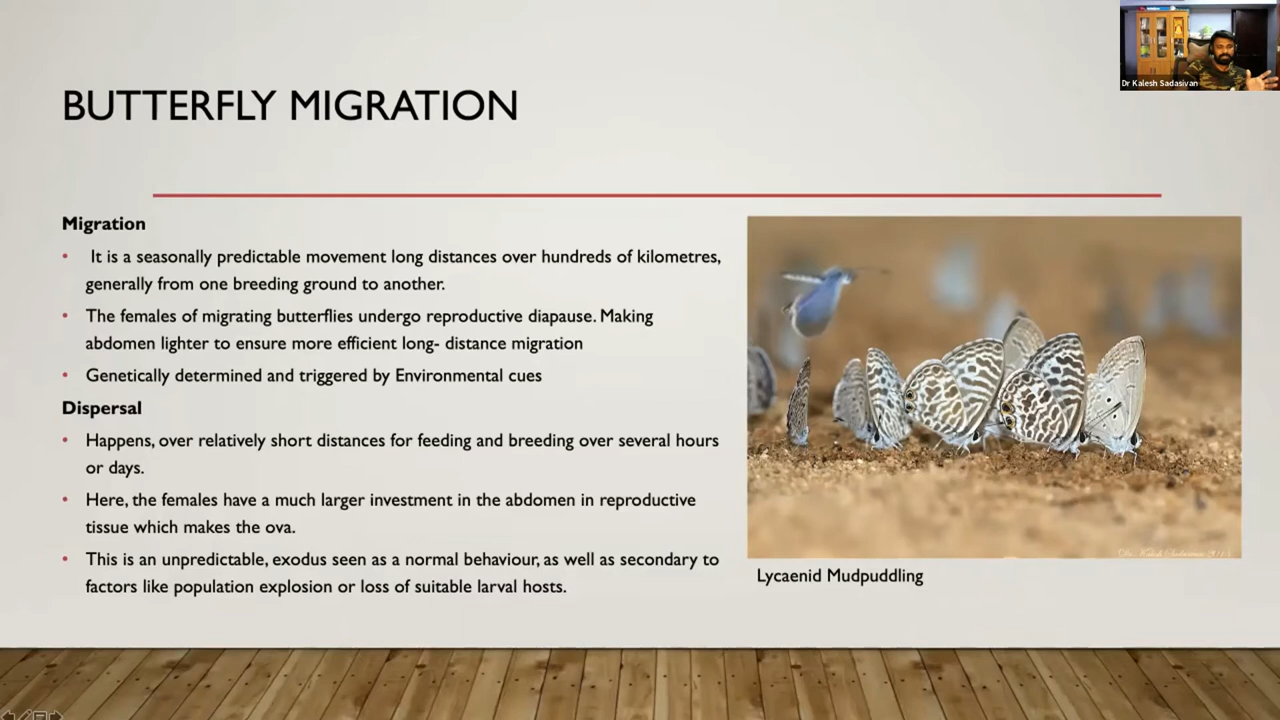 Dr Kalesh Sadasivan
BUTTERFLY MIGRATION
Migration
• It is a seasonally predictable movement long distances over hundreds of kilometres,
generally from one breeding ground to another.
• The females of migrating butterflies undergo reproductive diapause. Making
abdomen lighter to ensure more efficient long- distance migration
• Genetically determined and triggered by Environmental cues
Dispersal
• Happens, over relatively short distances for feeding and breeding over several hours
or days.
• Here, the females have a much larger investment in the abdomen in reproductive
tissue which makes the ova.
• This is an unpredictable, exodus seen as a normal behaviour, as well as secondary to
factors like population explosion or loss of suitable larval hosts.
Lycaenid Mudpuddling